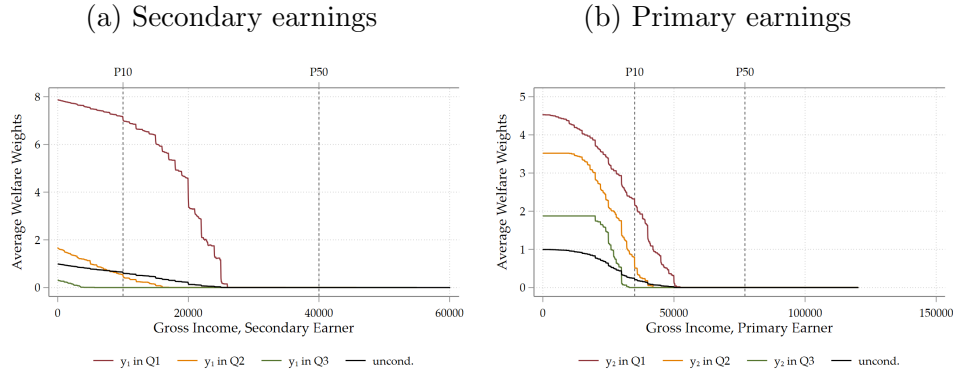 (a) Secondary earnings
P10 P50
8
6
4
2
0
Average Welfare Weights
0 20000 40000 60000
Gross Income, Secondary Earner
y₁ in Q1 y₁ in Q2 y₁ in Q3 uncond.
(b) Primary earnings
P10 P50
5
4
3
2
1
0
Average Welfare Weights
0 50000 100000 150000
Gross Income, Primary Earner
y₂ in Q1 y₂ in Q2 y₂ in Q3 uncond.